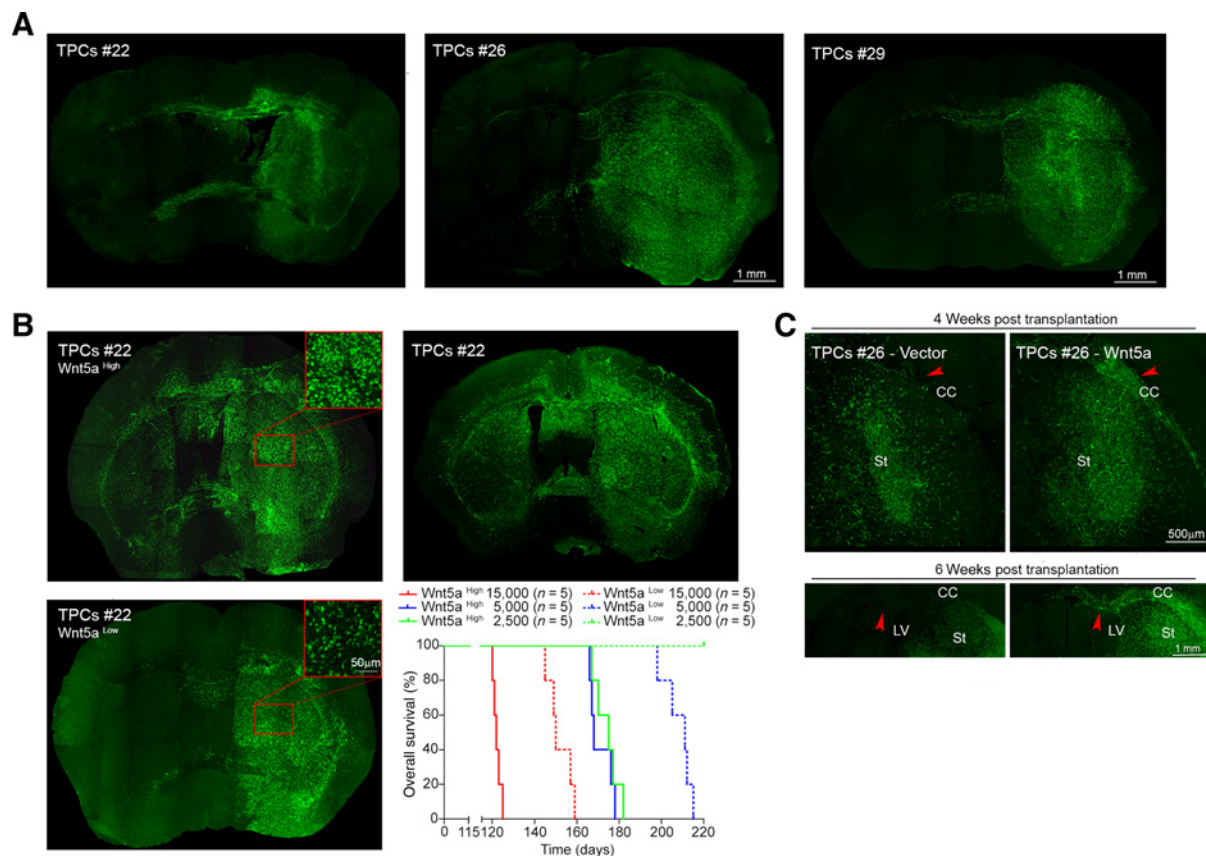 A
TPCs #22
TPCs #26
1 mm
TPCs #29
1 mm
B
TPCs #22
Wnt5a High
TPCs #22
TPCs #22
Wnt5a Low
50µm
Wnt5a High 15,000 (n = 5)
Wnt5a Low 15,000 (n = 5)
Wnt5a High 5,000 (n = 5)
Wnt5a Low 5,000 (n = 5)
Wnt5a High 2,500 (n = 5)
Wnt5a Low 2,500 (n = 5)
Overall survival (%)
100
80
60
40
20
0
0 115 120 140 160 180 200 220
Time (days)
C
4 Weeks post transplantation
TPCs #26 - Vector
CC
St
TPCs #26 - Wnt5a
CC
St
500µm
6 Weeks post transplantation
CC
LV
St
CC
LV
St
1 mm